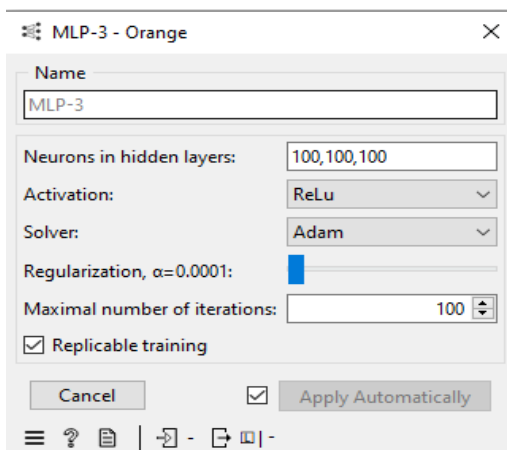 MLP-3 - Orange
Name
MLP-3
Neurons in hidden layers: 100,100,100
Activation: ReLu
Solver: Adam
Regularization, α=0.0001:
Maximal number of iterations: 100
Replicable training
Cancel Apply Automatically
? - | -